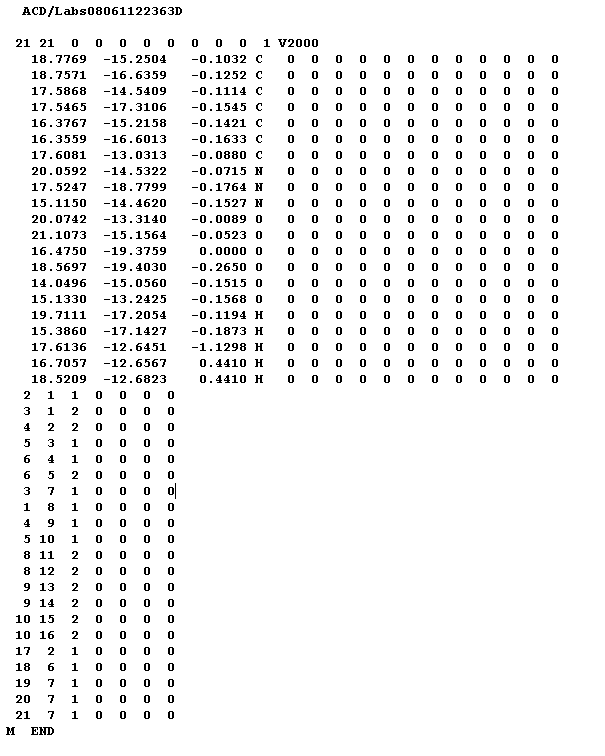 ACD/Labs08061122363D
21 21 0 0 0 0 0 0 0 0 1 V2000
18.7769 -15.2504 -0.1032 C 0 0 0 0 0 0 0 0 0 0 0 0
18.7571 -16.6359 -0.1252 C 0 0 0 0 0 0 0 0 0 0 0 0
17.5868 -14.5409 -0.1114 C 0 0 0 0 0 0 0 0 0 0 0 0
17.5465 -17.3106 -0.1545 C 0 0 0 0 0 0 0 0 0 0 0 0
16.3767 -15.2158 -0.1421 C 0 0 0 0 0 0 0 0 0 0 0 0
16.3559 -16.6013 -0.1633 C 0 0 0 0 0 0 0 0 0 0 0 0
17.6081 -13.0313 -0.0880 C 0 0 0 0 0 0 0 0 0 0 0 0
20.0592 -14.5322 -0.0715 N 0 0 0 0 0 0 0 0 0 0 0 0
17.5247 -18.7799 -0.1764 N 0 0 0 0 0 0 0 0 0 0 0 0
15.1150 -14.4620 -0.1527 N 0 0 0 0 0 0 0 0 0 0 0 0
20.0742 -13.3140 -0.0089 O 0 0 0 0 0 0 0 0 0 0 0 0
21.1073 -15.1564 -0.0523 O 0 0 0 0 0 0 0 0 0 0 0 0
16.4750 -19.3759 0.0000 O 0 0 0 0 0 0 0 0 0 0 0 0
18.5697 -19.4030 -0.2650 O 0 0 0 0 0 0 0 0 0 0 0 0
14.0496 -15.0560 -0.1515 O 0 0 0 0 0 0 0 0 0 0 0 0
15.1330 -13.2425 -0.1568 O 0 0 0 0 0 0 0 0 0 0 0 0
19.7111 -17.2054 -0.1194 H 0 0 0 0 0 0 0 0 0 0 0 0
15.3860 -17.1427 -0.1873 H 0 0 0 0 0 0 0 0 0 0 0 0
17.6136 -12.6451 -1.1298 H 0 0 0 0 0 0 0 0 0 0 0 0
16.7057 -12.6567 0.4410 H 0 0 0 0 0 0 0 0 0 0 0 0
18.5209 -12.6823 0.4410 H 0 0 0 0 0 0 0 0 0 0 0 0
2 1 1 0 0 0 0
3 1 2 0 0 0 0
4 2 2 0 0 0 0
5 3 1 0 0 0 0
6 4 1 0 0 0 0
6 5 2 0 0 0 0
3 7 1 0 0 0 0
1 8 1 0 0 0 0
4 9 1 0 0 0 0
5 10 1 0 0 0 0
8 11 2 0 0 0 0
8 12 2 0 0 0 0
9 13 2 0 0 0 0
9 14 2 0 0 0 0
10 15 2 0 0 0 0
10 16 2 0 0 0 0
17 2 1 0 0 0 0
18 6 1 0 0 0 0
19 7 1 0 0 0 0
20 7 1 0 0 0 0
21 7 1 0 0 0 0
M END